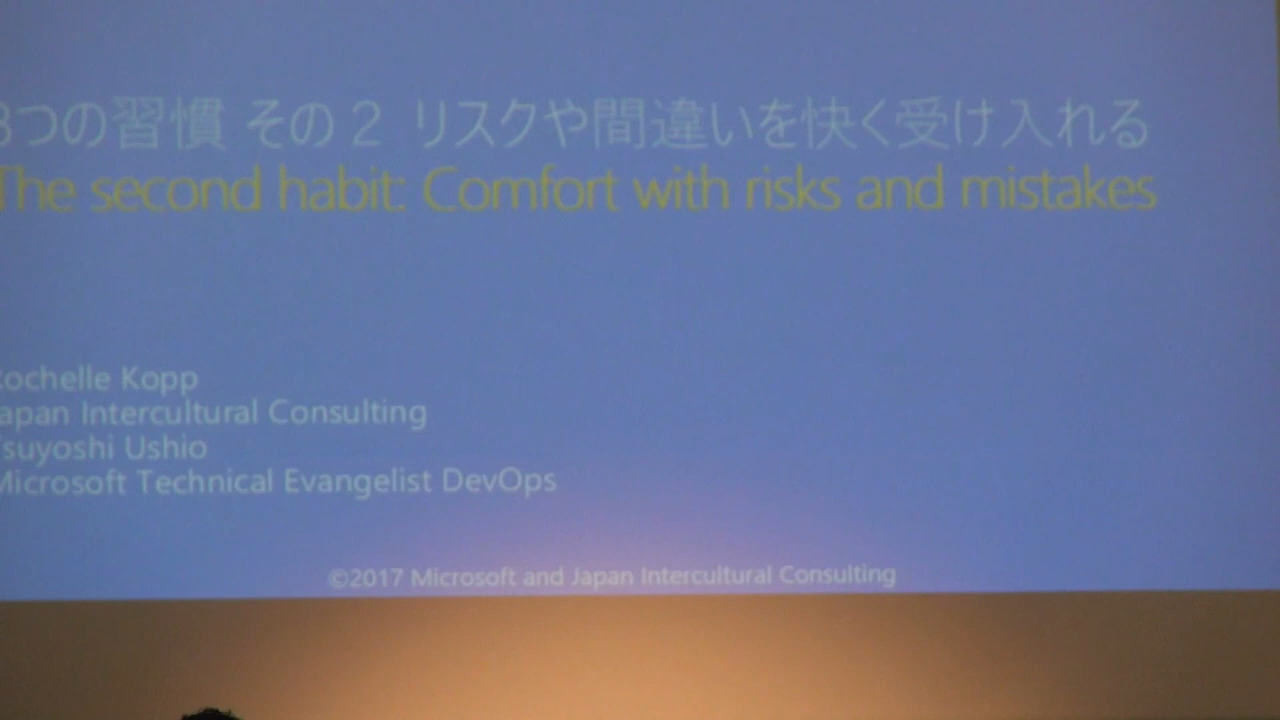 つの習慣 その２ リスクや間違いを快く受け入れる
The second habit: Comfort with risks and mistakes
Rochelle Kopp
Japan Intercultural Consulting
Tsuyoshi Ushio
Microsoft Technical Evangelist DevOps
©2017 Microsoft and Japan Intercultural Consulting